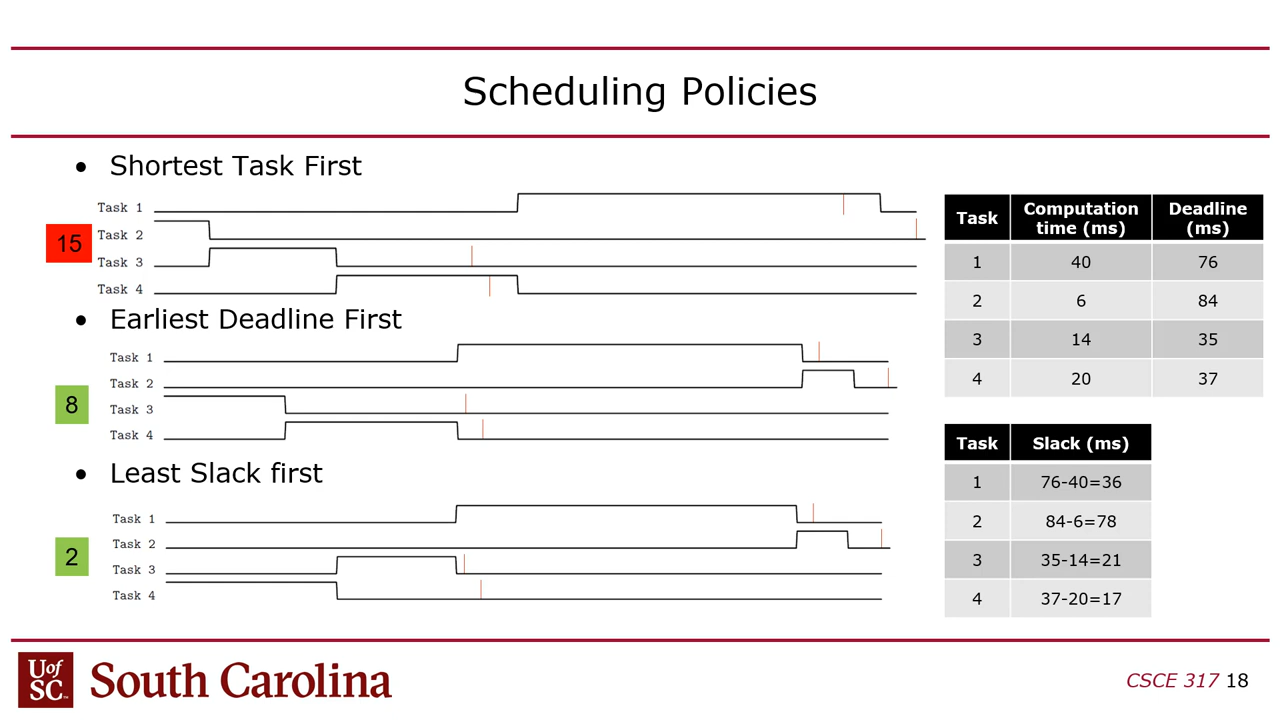 Scheduling Policies
• Shortest Task First
Task 1
Task 2
Task 3
Task 4
15
• Earliest Deadline First
Task 1
Task 2
Task 3
Task 4
8
• Least Slack first
Task 1
Task 2
Task 3
Task 4
2
Task Computation time (ms) Deadline (ms)
1 40 76
2 6 84
3 14 35
4 20 37
Task Slack (ms)
1 76-40=36
2 84-6=78
3 35-14=21
4 37-20=17
UofSC™ South Carolina
CSCE 317 18